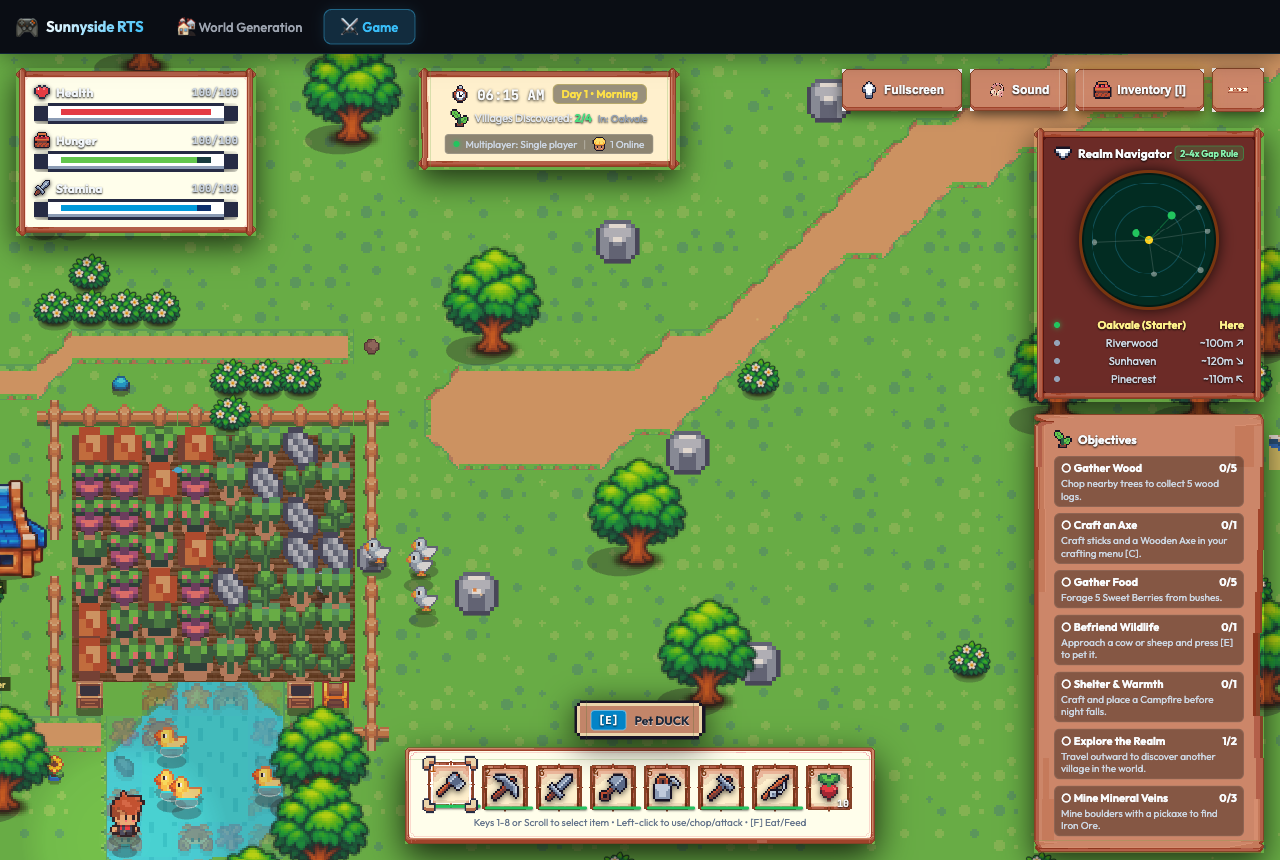 Sunnyside RTS
World Generation
Game
Health 100/100
Hunger 100/100
Stamina 100/100
06:15 AM Day 1 • Morning
Villages Discovered: 2/4 In: Oakvale
Multiplayer: Single player | 1 Online
Fullscreen
Sound
Inventory [I]
Realm Navigator 2-4x Gap Rule
Oakvale (Starter) Here
Riverwood ~100m ↗
Sunhaven ~120m ↘
Pinecrest ~110m ↖
Objectives
Gather Wood 0/5
Chop nearby trees to collect 5 wood
logs.
Craft an Axe 0/1
Craft sticks and a Wooden Axe in your
crafting menu [C].
Gather Food 0/5
Forage 5 Sweet Berries from bushes.
Befriend Wildlife 0/1
Approach a cow or sheep and press [E]
to pet it.
Shelter & Warmth 0/1
Craft and place a Campfire before
night falls.
Explore the Realm 1/2
Travel outward to discover another
village in the world.
Mine Mineral Veins 0/3
Mine boulders with a pickaxe to find
Iron Ore.
[E] Pet DUCK
10
Keys 1-8 or Scroll to select item • Left-click to use/chop/attack • [F] Eat/Feed